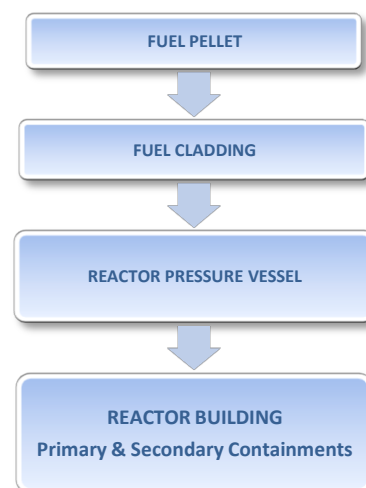 FUEL PELLET
FUEL CLADDING
REACTOR PRESSURE VESSEL
REACTOR BUILDING
Primary & Secondary Containments